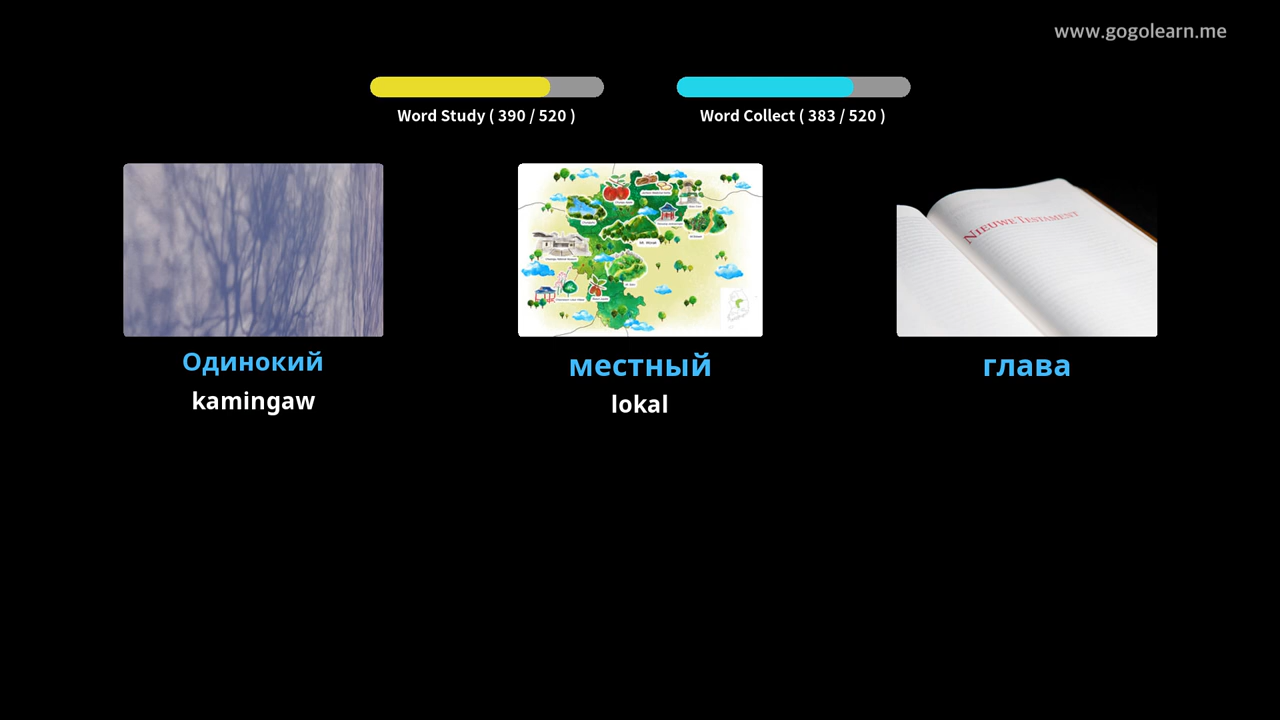 www.gogolearn.me
Word Study ( 390 / 520 )
Word Collect ( 383 / 520 )
NIEUWE TESTAMENT
Одинокий
местный
глава
kamingaw
lokal